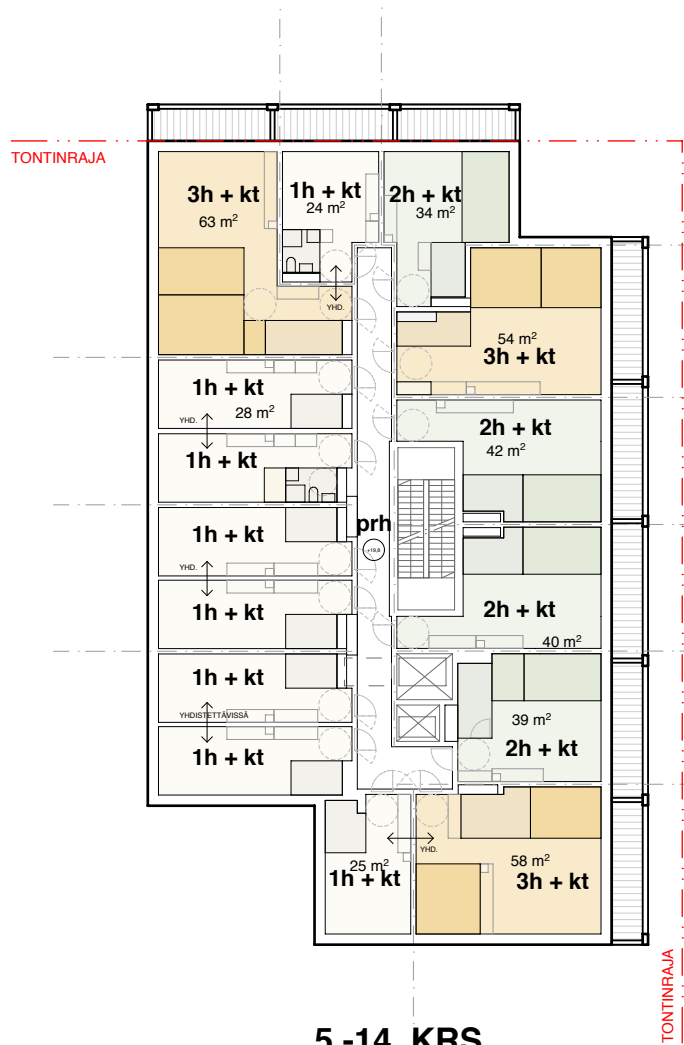 TONTINRAJA
3h + kt
63 m²
1h + kt
24 m²
2h + kt
34 m²
YHD.
54 m²
3h + kt
1h + kt
28 m²
YHD.
2h + kt
42 m²
1h + kt
prh
+19,6
1h + kt
YHD.
1h + kt
2h + kt
40 m²
1h + kt
YHDISTETTÄVISSÄ
39 m²
2h + kt
1h + kt
25 m²
1h + kt
YHD.
58 m²
3h + kt
TONTINRAJA
5.-14. KRS